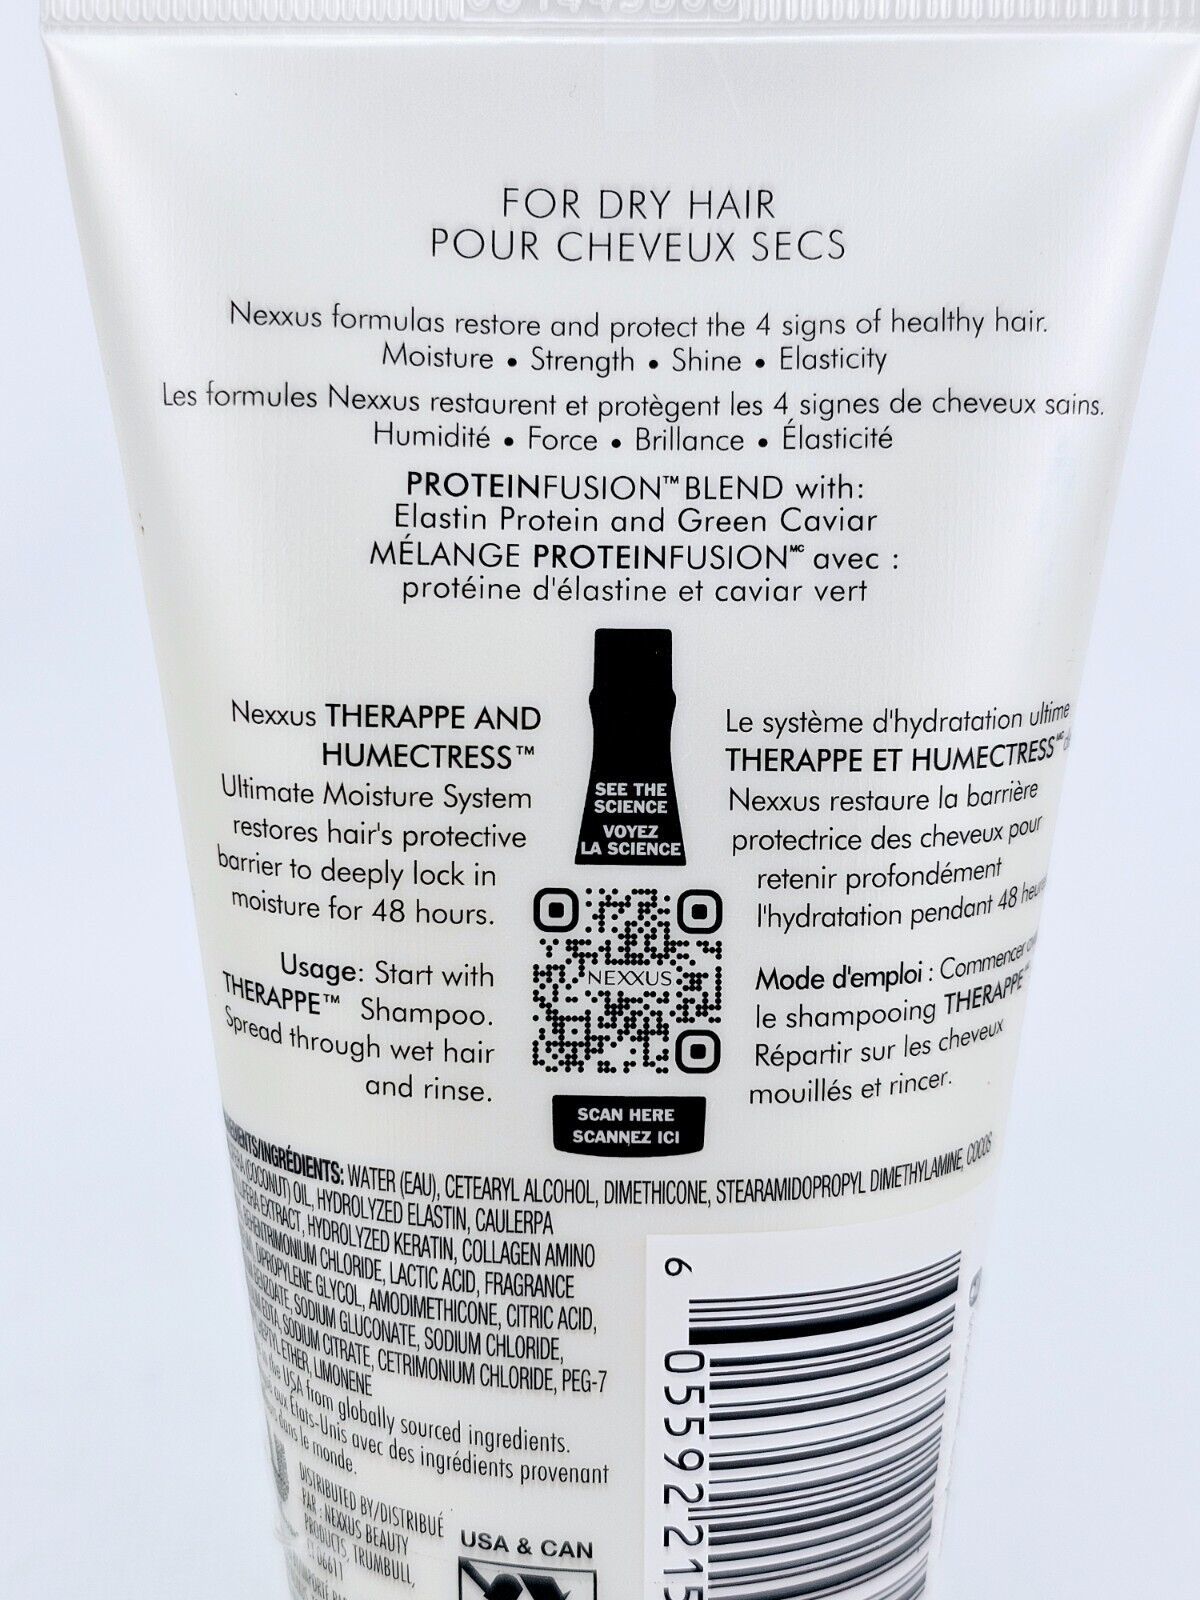 FOR DRY HAIR
POUR CHEVEUX SECS
Nexxus formulas restore and protect the 4 signs of healthy hair.
Moisture • Strength • Shine • Elasticity
Les formules Nexxus restaurent et protègent les 4 signes de cheveux sains.
Humidité • Force • Brillance • Élasticité
PROTEINFUSION™ BLEND with:
Elastin Protein and Green Caviar
MÉLANGE PROTEINFUSION MC avec :
protéine d'élastine et caviar vert
Nexxus THERAPPE AND
HUMECTRESS™
Ultimate Moisture System
restores hair's protective
barrier to deeply lock in
moisture for 48 hours.
Usage: Start with
THERAPPE™ Shampoo.
Spread through wet hair
and rinse.
SEE THE
SCIENCE
VOYEZ
LA SCIENCE
NEXXUS
SCAN HERE
SCANNEZ ICI
Le système d'hydratation ultime
THERAPPE ET HUMECTRESS MC
Nexxus restaure la barrière
protectrice des cheveux pour
retenir profondément
l'hydratation pendant 48
Mode d'emploi : Commencer
le shampooing THERAPPE
Répartir sur les cheveux
mouillés et rincer.
/INGRÉDIENTS: WATER (EAU), CETEARYL ALCOHOL, DIMETHICONE, STEARAMIDOPROPYL DIMETHYLAMINE, COCOS
(COCONUT) OIL, HYDROLYZED ELASTIN, CAULERPA
EXTRACT, HYDROLYZED KERATIN, COLLAGEN AMINO
CHLORIDE, LACTIC ACID, FRAGRANCE
GLYCOL, AMODIMETHICONE, CITRIC ACID,
BENZOATE, SODIUM GLUCONATE, SODIUM CHLORIDE,
EDTA, SODIUM CITRATE, CETRIMONIUM CHLORIDE, PEG-7
ETHER, LIMONENE
USA from globally sourced ingredients.
aux États-Unis avec des ingrédients provenant
le monde.
DISTRIBUTED BY/DISTRIBUÉ
PAR : NEXXUS BEAUTY
PRODUCTS, TRUMBULL,
06611
USA & CAN
6 05592 215